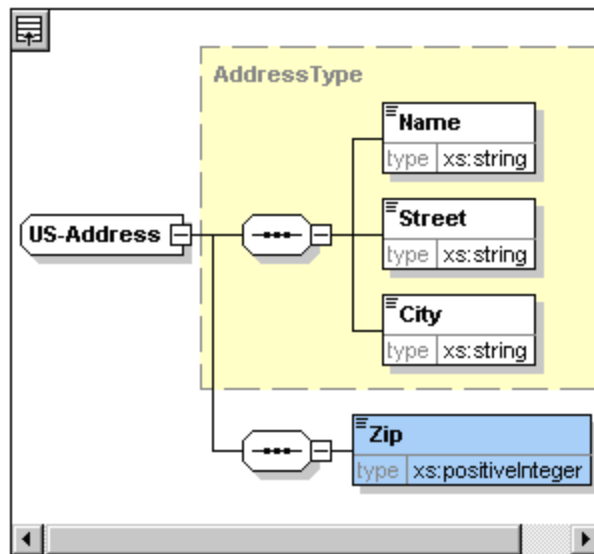 AddressType
Name
type xs:string
US-Address
Street
type xs:string
City
type xs:string
Zip
type xs:positiveInteger